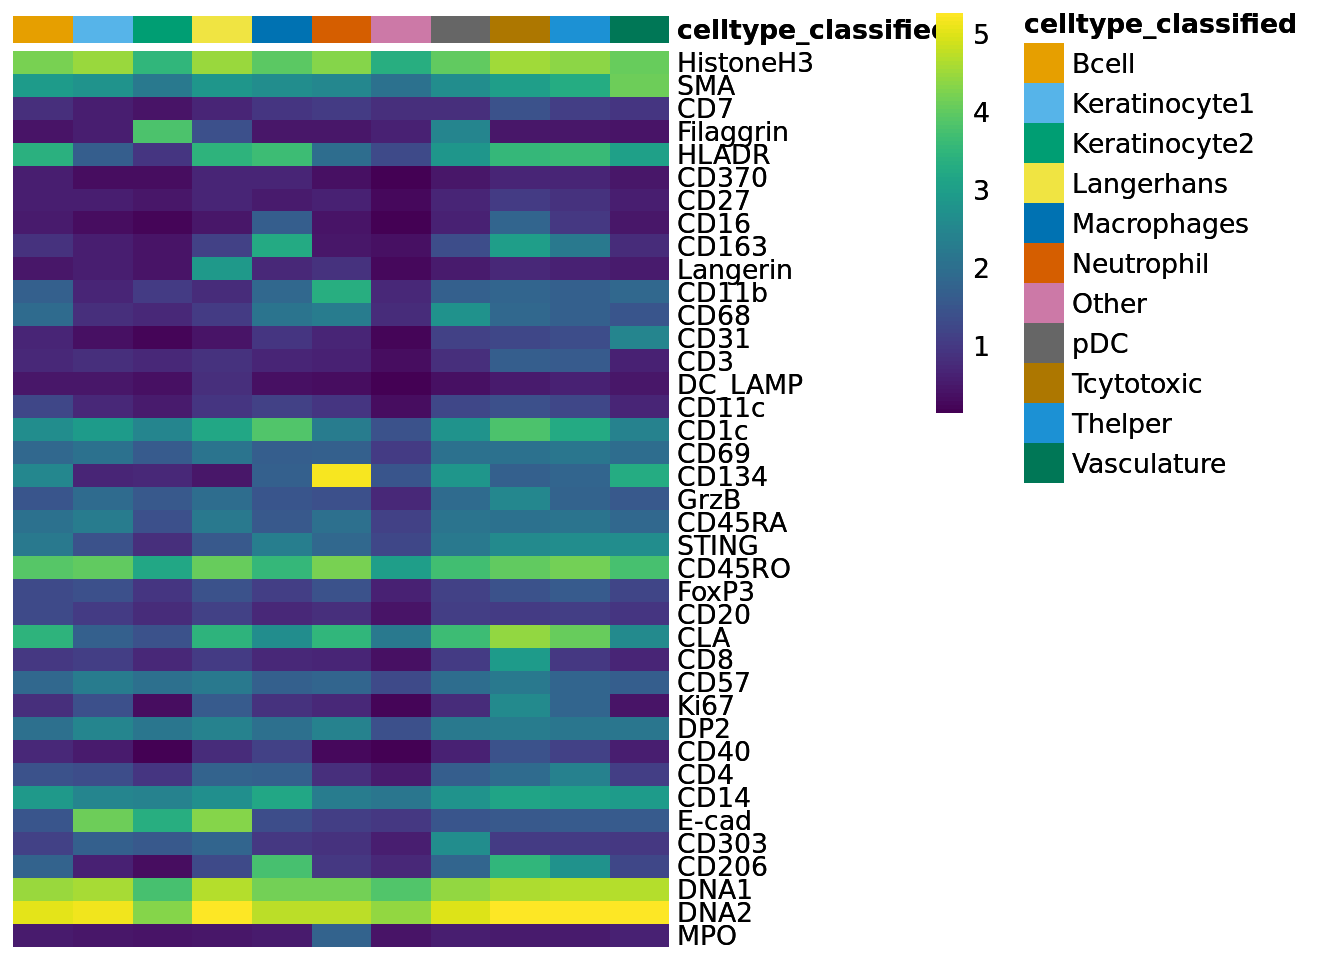 celltype_classified
HistoneH3
SMA
CD7
Filaggrin
HLADR
CD370
CD27
CD16
CD163
Langerin
CD11b
CD68
CD31
CD3
DC_LAMP
CD11c
CD1c
CD69
CD134
GrzB
CD45RA
STING
CD45RO
FoxP3
CD20
CLA
CD8
CD57
Ki67
DP2
CD40
CD4
CD14
E-cad
CD303
CD206
DNA1
DNA2
MPO
5
4
3
2
1
celltype_classified
Bcell
Keratinocyte1
Keratinocyte2
Langerhans
Macrophages
Neutrophil
Other
pDC
Tcytotoxic
Thelper
Vasculature